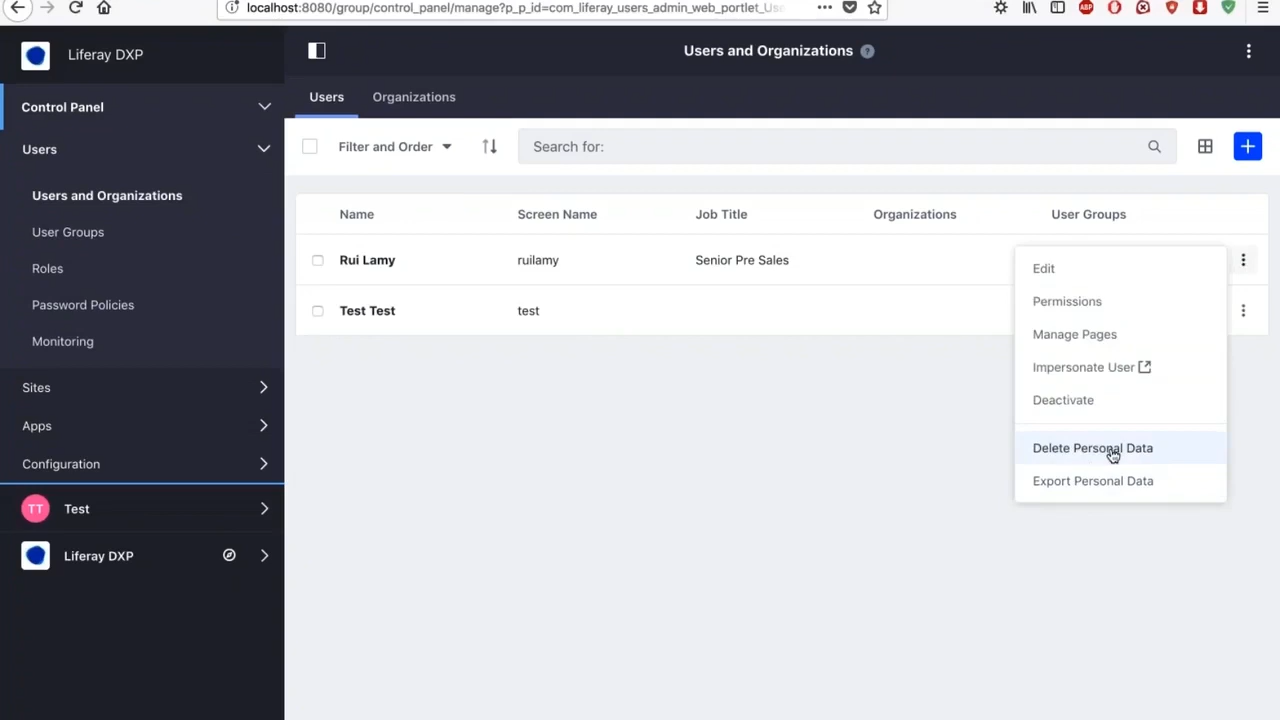 localhost:8080/group/control_panel/manage?p_p_id=com_liferay_users_admin_web_portlet_Use
ABP
Liferay DXP
Users and Organizations ?
Control Panel
Users
Organizations
Filter and Order
Search for:
Users
Users and Organizations
User Groups
Roles
Password Policies
Monitoring
Sites
Apps
Configuration
TT Test
Liferay DXP
Name Screen Name Job Title Organizations User Groups
Rui Lamy ruilamy Senior Pre Sales
Test Test test
Edit
Permissions
Manage Pages
Impersonate User
Deactivate
Delete Personal Data
Export Personal Data